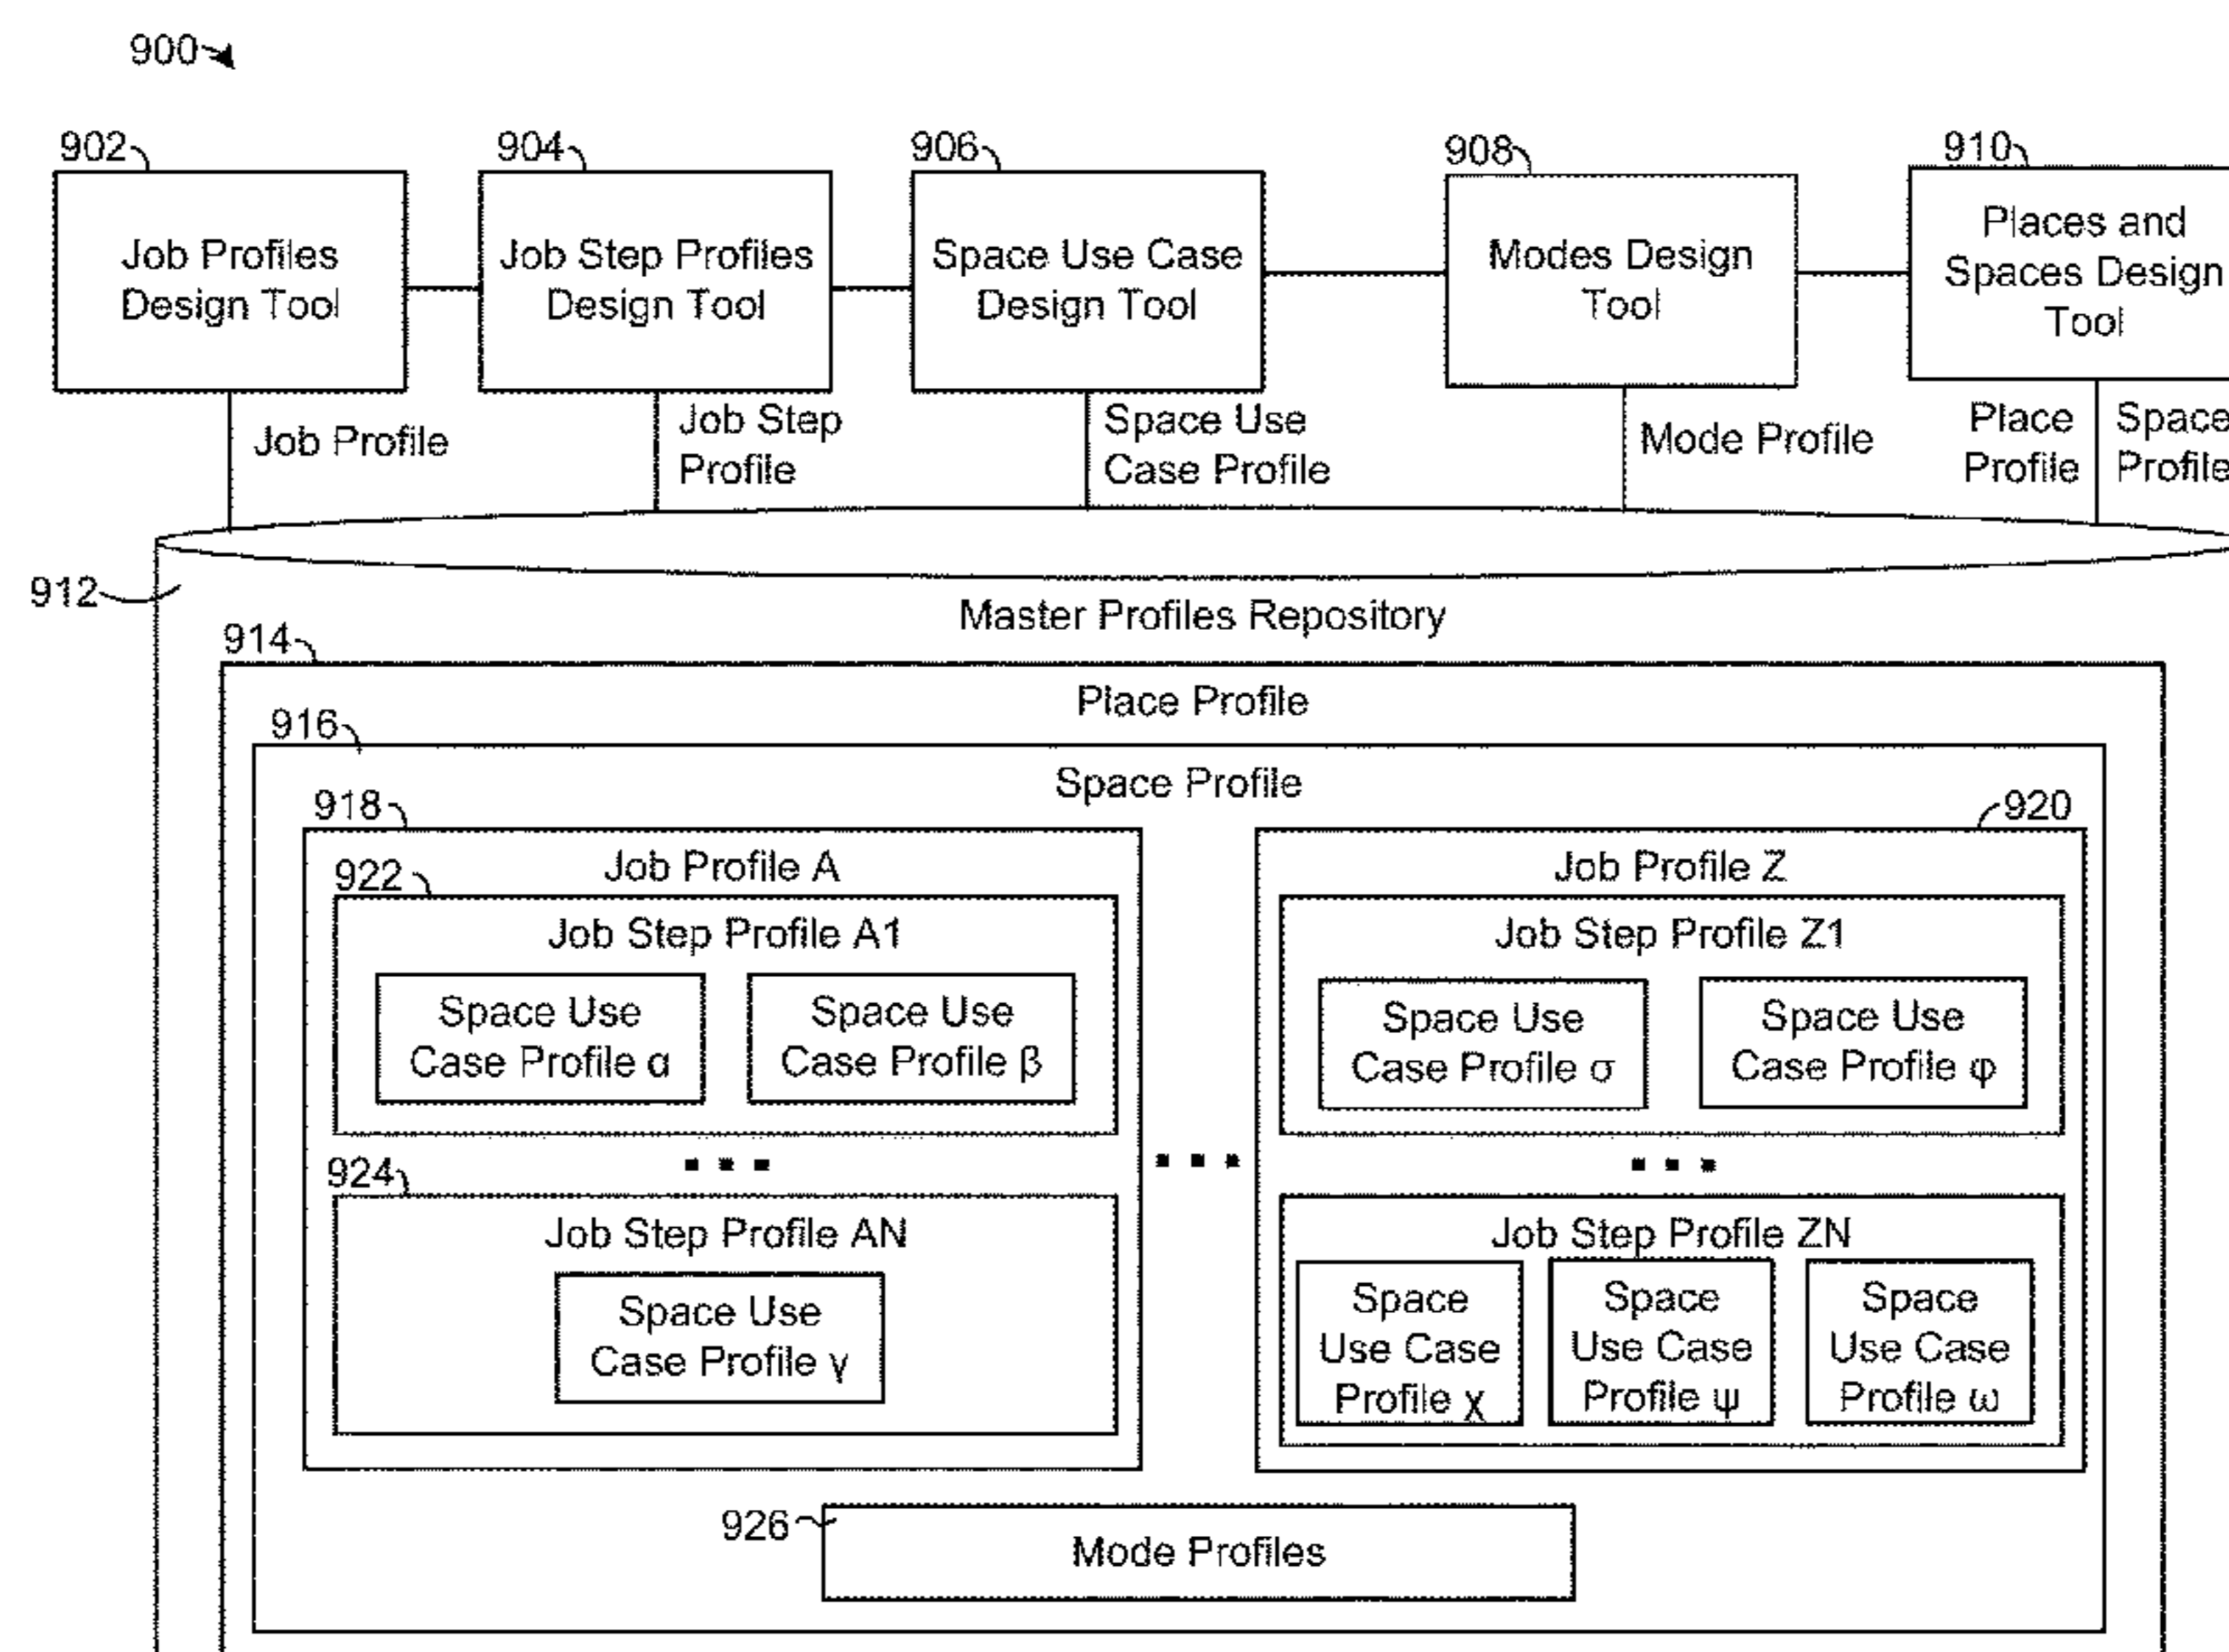 900
902
904
906
908
910
Job Profiles
Design Tool
Job Step Profiles
Design Tool
Space Use Case
Design Tool
Modes Design
Tool
Places and
Spaces Design
Tool
Job Profile
Job Step
Profile
Space Use
Case Profile
Mode Profile
Place
Profile
Space
Profile
912
Master Profiles Repository
914
Place Profile
916
Space Profile
918
920
Job Profile A
922
Job Step Profile A1
Space Use
Case Profile α
Space Use
Case Profile β
924
Job Step Profile AN
Space Use
Case Profile γ
Job Profile Z
Job Step Profile Z1
Space Use
Case Profile σ
Space Use
Case Profile φ
Job Step Profile ZN
Space
Use Case
Profile χ
Space
Use Case
Profile ψ
Space
Use Case
Profile ω
926
Mode Profiles